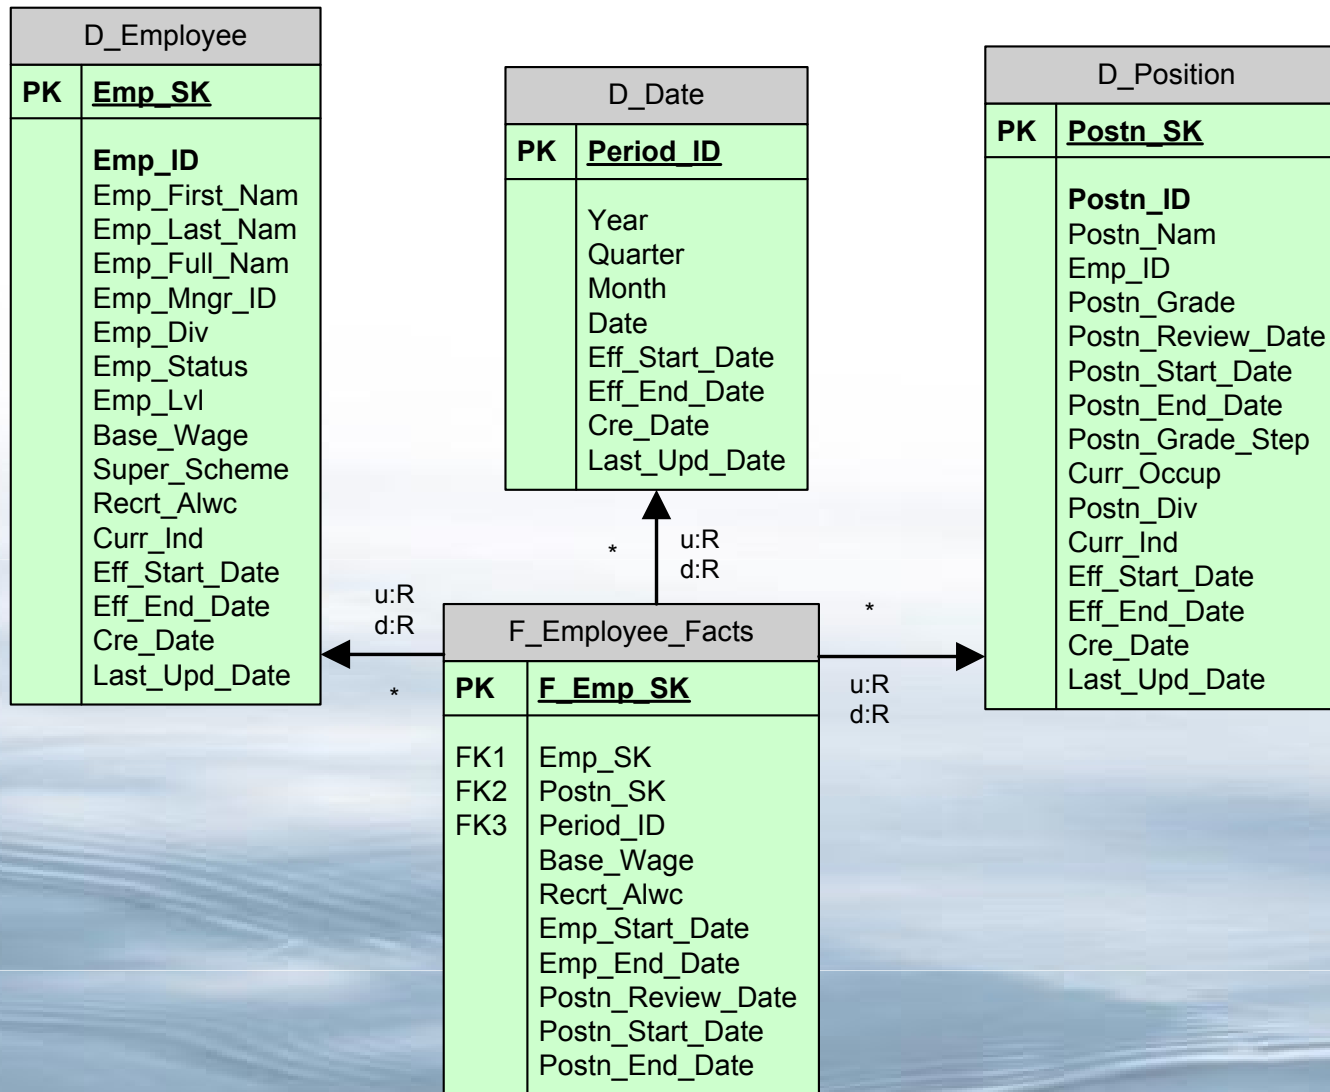 D_Employee
PK Emp_SK
Emp_ID
Emp_First_Nam
Emp_Last_Nam
Emp_Full_Nam
Emp_Mngr_ID
Emp_Div
Emp_Status
Emp_Lvl
Base_Wage
Super_Scheme
Recrt_Alwc
Curr_Ind
Eff_Start_Date
Eff_End_Date
Cre_Date
Last_Upd_Date
D_Date
PK Period_ID
Year
Quarter
Month
Date
Eff_Start_Date
Eff_End_Date
Cre_Date
Last_Upd_Date
D_Position
PK Postn_SK
Postn_ID
Postn_Nam
Emp_ID
Postn_Grade
Postn_Review_Date
Postn_Start_Date
Postn_End_Date
Postn_Grade_Step
Curr_Occup
Postn_Div
Curr_Ind
Eff_Start_Date
Eff_End_Date
Cre_Date
Last_Upd_Date
u:R
d:R
*
* u:R
d:R
*
u:R
d:R
F_Employee_Facts
PK F_Emp_SK
FK1 Emp_SK
FK2 Postn_SK
FK3 Period_ID
Base_Wage
Recrt_Alwc
Emp_Start_Date
Emp_End_Date
Postn_Review_Date
Postn_Start_Date
Postn_End_Date